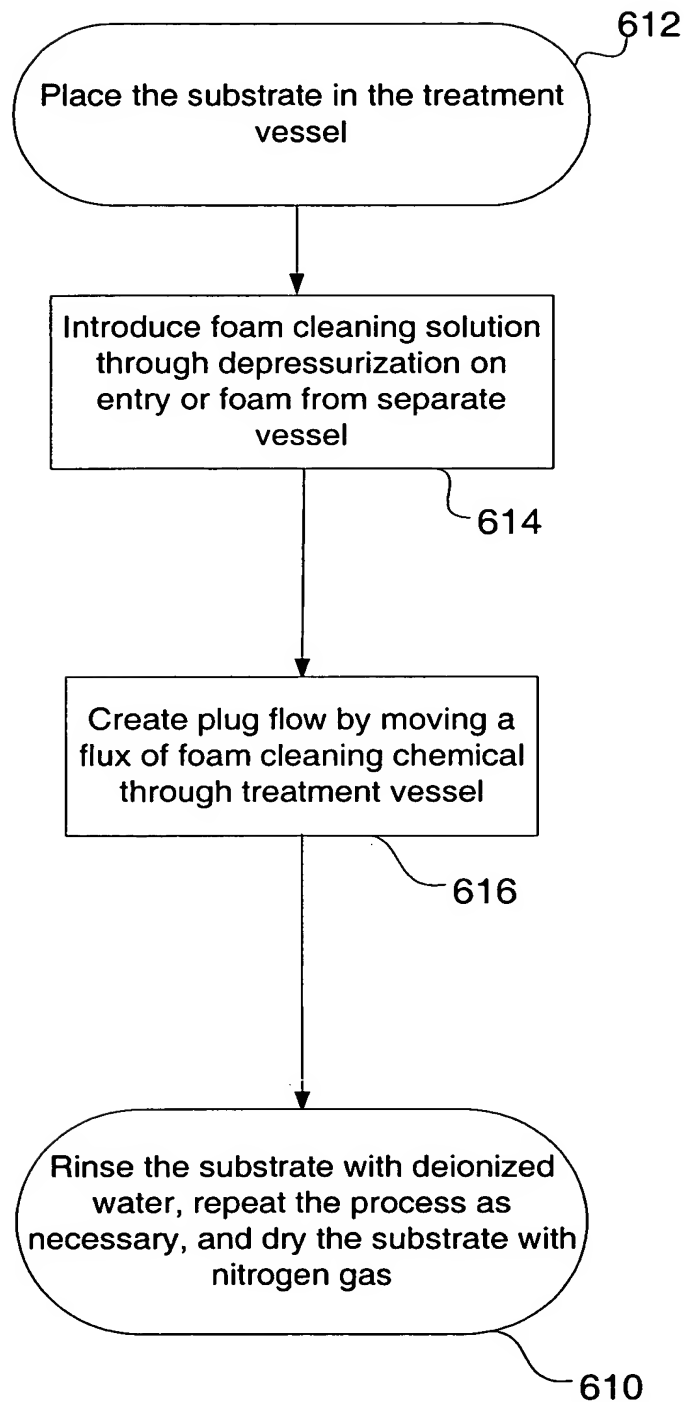 612
Place the substrate in the treatment
vessel
Introduce foam cleaning solution
through depressurization on
entry or foam from separate
vessel
614
Create plug flow by moving a
flux of foam cleaning chemical
through treatment vessel
616
Rinse the substrate with deionized
water, repeat the process as
necessary, and dry the substrate with
nitrogen gas
610